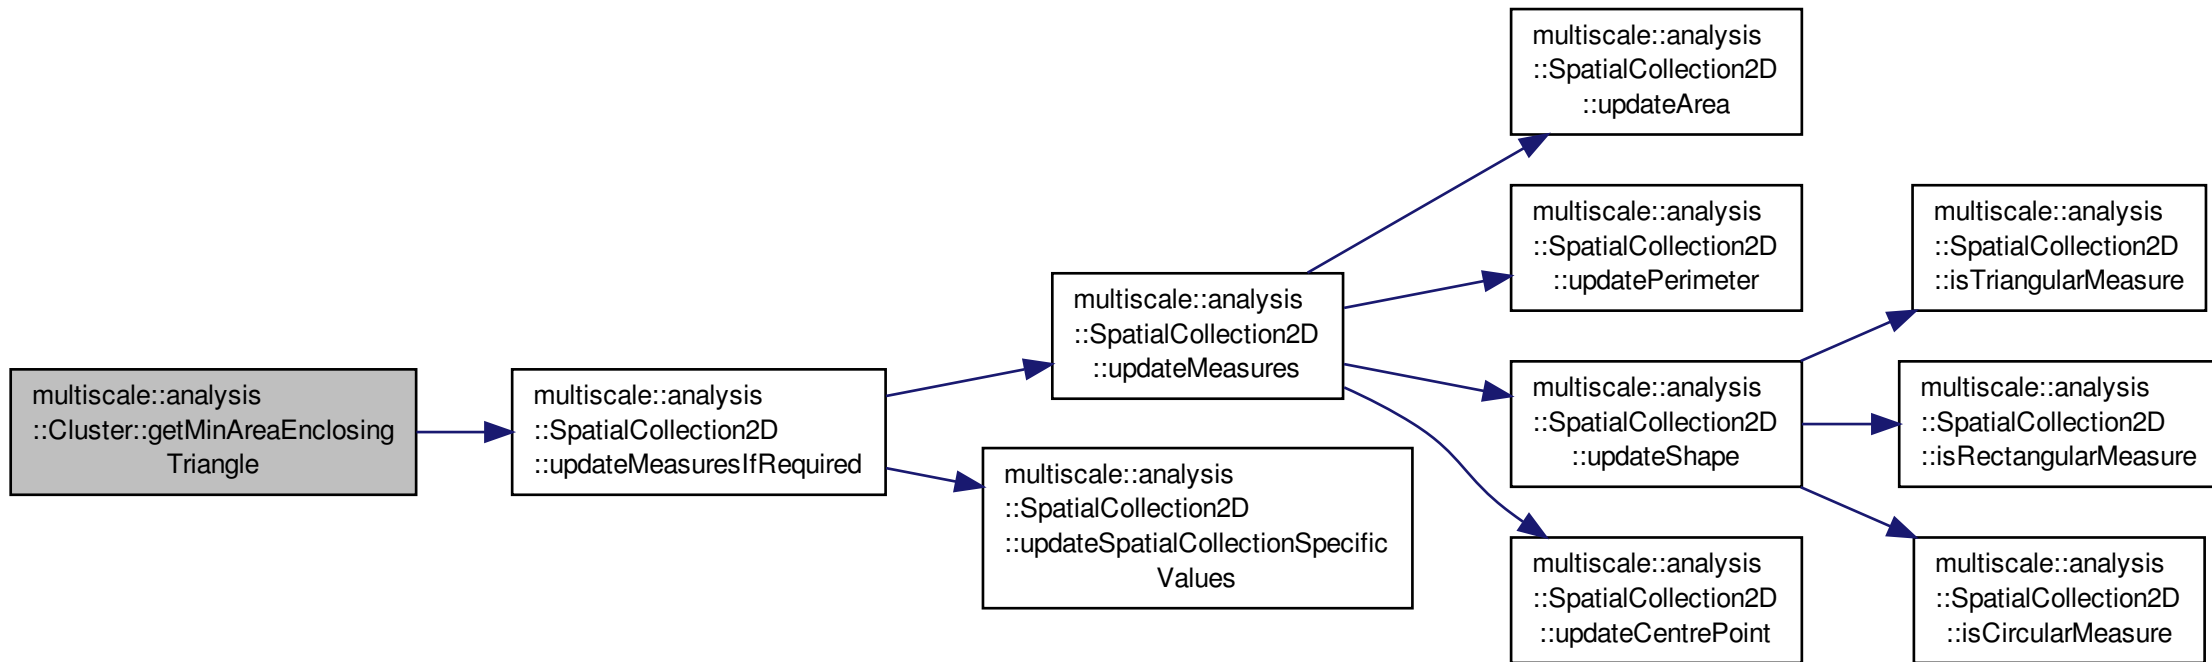 multiscale::analysis
::Cluster::getMinAreaEnclosing
Triangle
multiscale::analysis
::SpatialCollection2D
::updateMeasuresIfRequired
multiscale::analysis
::SpatialCollection2D
::updateMeasures
multiscale::analysis
::SpatialCollection2D
::updateSpatialCollectionSpecific
Values
multiscale::analysis
::SpatialCollection2D
::updateArea
multiscale::analysis
::SpatialCollection2D
::updatePerimeter
multiscale::analysis
::SpatialCollection2D
::updateShape
multiscale::analysis
::SpatialCollection2D
::updateCentrePoint
multiscale::analysis
::SpatialCollection2D
::isTriangularMeasure
multiscale::analysis
::SpatialCollection2D
::isRectangularMeasure
multiscale::analysis
::SpatialCollection2D
::isCircularMeasure